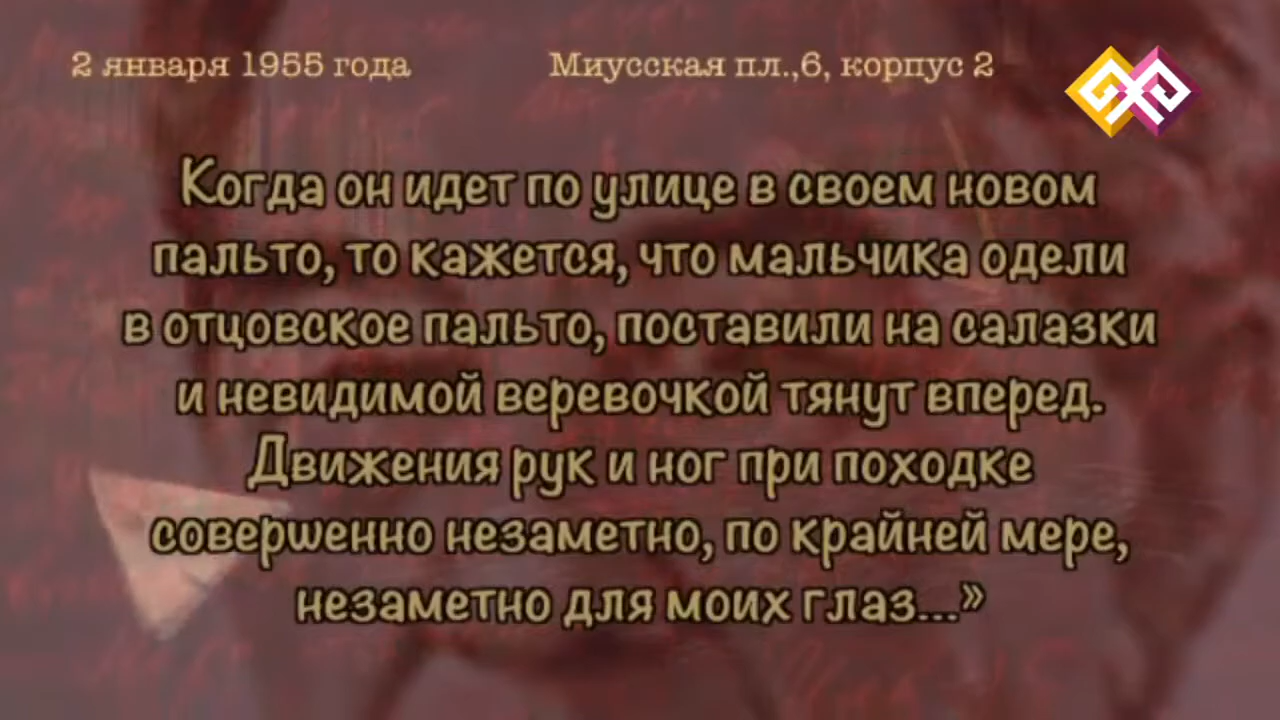 2 января 1955 года Миусская пл.,6, корпус 2
Когда он идет по улице в своем новом
пальто, то кажется, что мальчика одели
в отцовское пальто, поставили на салазки
и невидимой веревочкой тянут вперед.
Движения рук и ног при походке
совершенно незаметно, по крайней мере,
незаметно для моих глаз...»